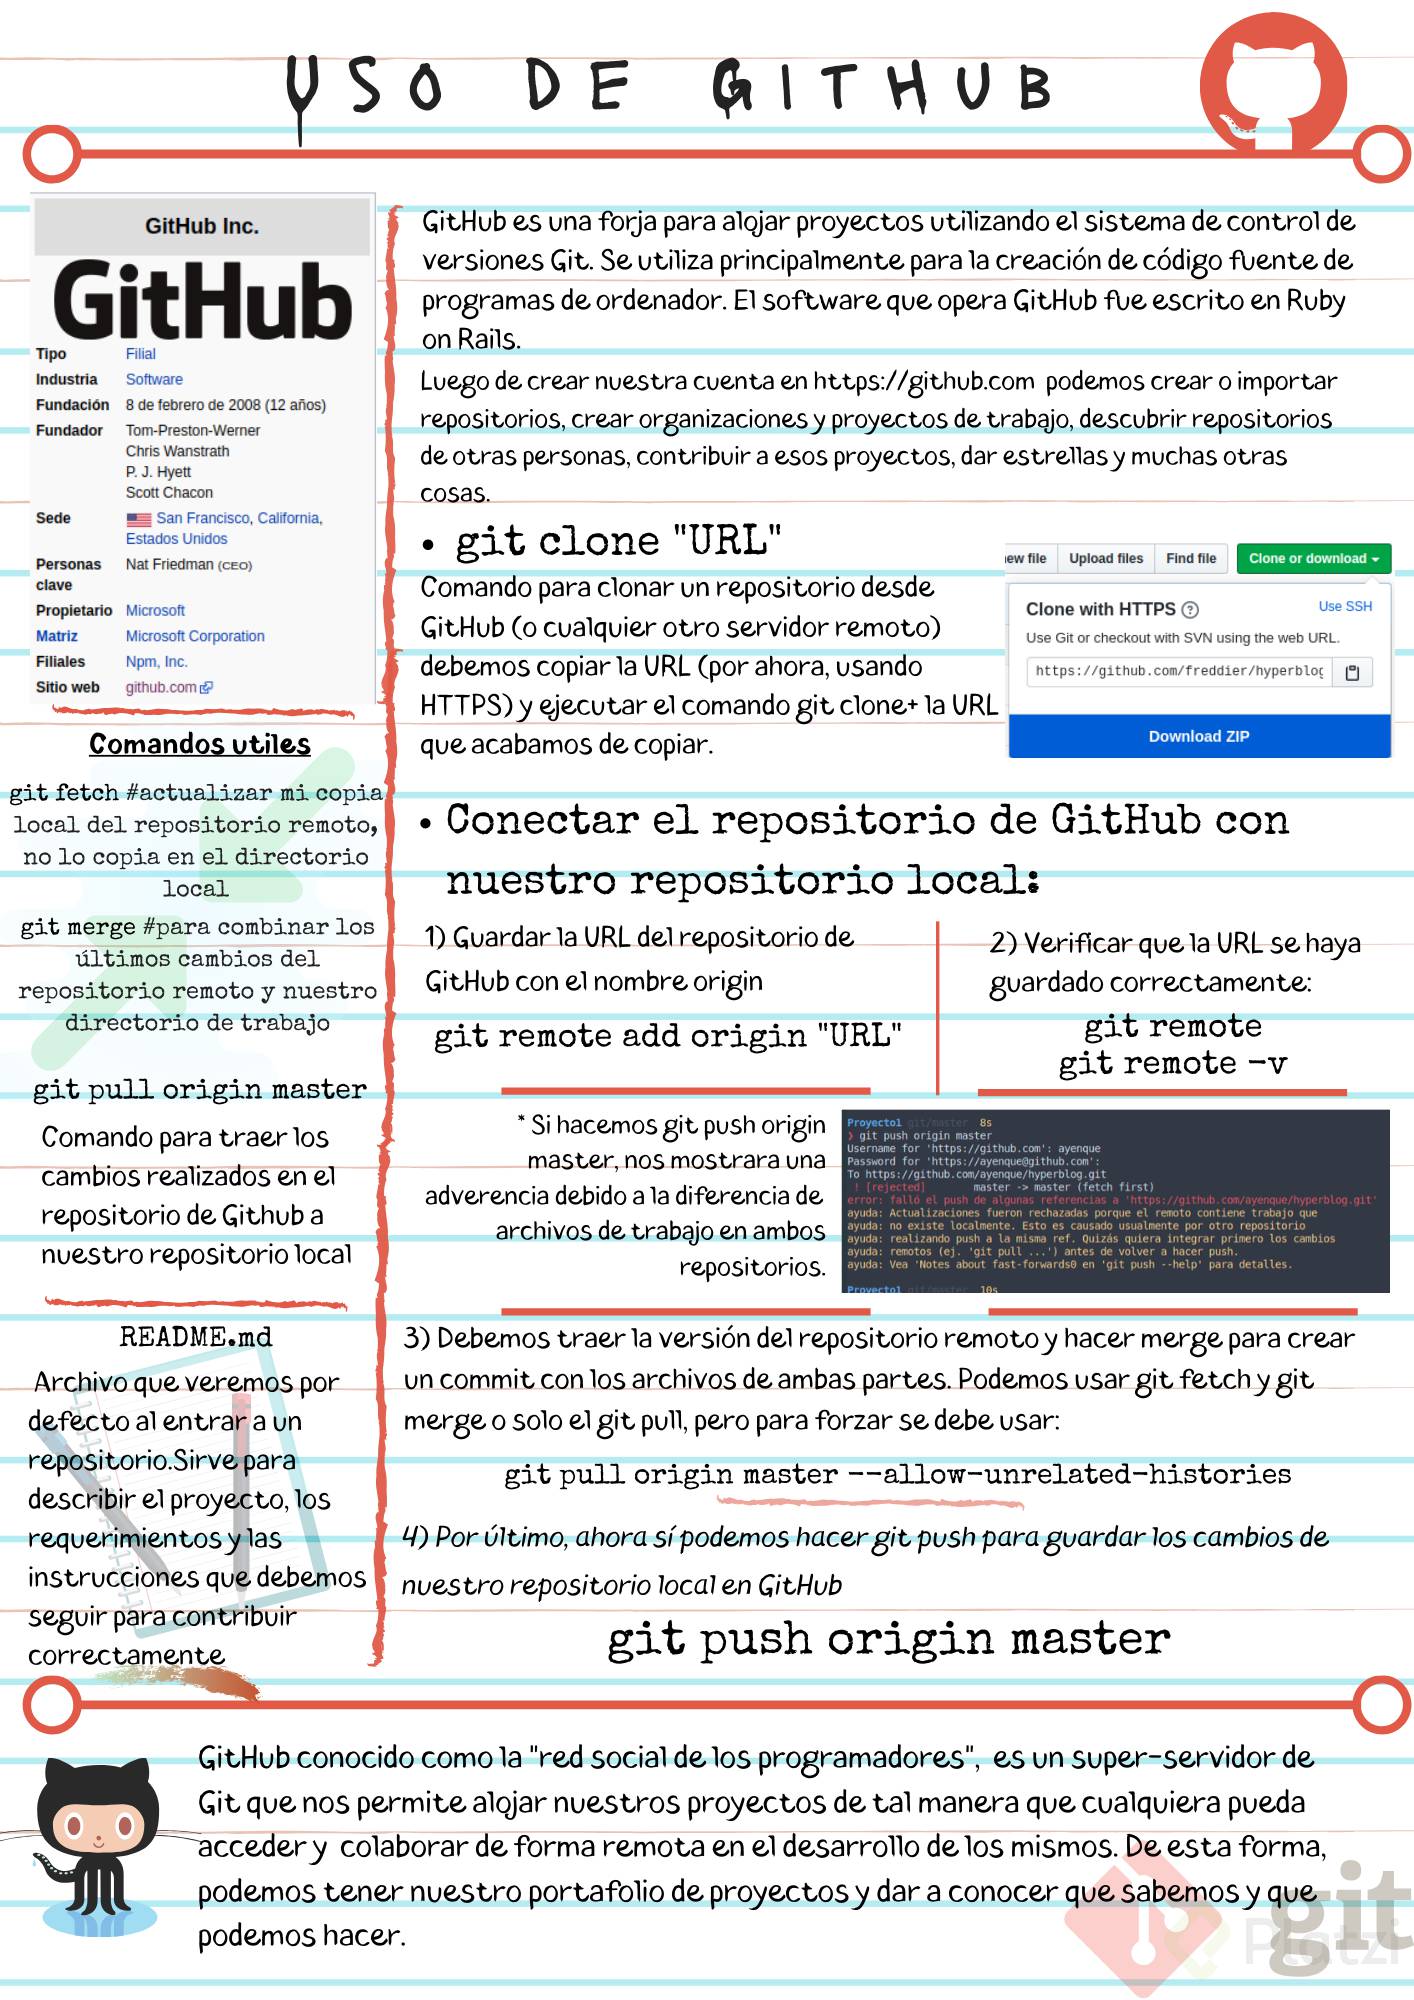 USO DE GITHUB
GitHub Inc.
GitHub
Tipo Filial
Industria Software
Fundación 8 de febrero de 2008 (12 años)
Fundador Tom-Preston-Werner
Chris Wanstrath
P. J. Hyett
Scott Chacon
Sede San Francisco, California,
Estados Unidos
Personas Nat Friedman (CEO)
clave
Propietario Microsoft
Matriz Microsoft Corporation
Filiales Npm, Inc.
Sitio web github.com
Comandos utiles
git fetch #actualizar mi copia
local del repositorio remoto,
no lo copia en el directorio
local
git merge #para combinar los
últimos cambios del
repositorio remoto y nuestro
directorio de trabajo
git pull origin master
Comando para traer los
cambios realizados en el
repositorio de Github a
nuestro repositorio local
README.md
Archivo que veremos por
defecto al entrar a un
repositorio.Sirve para
describir el proyecto, los
requerimientos y las
instrucciones que debemos
seguir para contribuir
correctamente
GitHub es una forja para alojar proyectos utilizando el sistema de control de
versiones Git. Se utiliza principalmente para la creación de código fuente de
programas de ordenador. El software que opera GitHub fue escrito en Ruby
on Rails.
Luego de crear nuestra cuenta en https://github.com podemos crear o importar
repositorios, crear organizaciones y proyectos de trabajo, descubrir repositorios
de otras personas, contribuir a esos proyectos, dar estrellas y muchas otras
cosas.
• git clone "URL"
Comando para clonar un repositorio desde
GitHub (o cualquier otro servidor remoto)
debemos copiar la URL (por ahora, usando
HTTPS) y ejecutar el comando git clone+ la URL
que acabamos de copiar.
ew file Upload files Find file Clone or download
Clone with HTTPS ? Use SSH
Use Git or checkout with SVN using the web URL.
https://github.com/freddier/hyperblog
Download ZIP
• Conectar el repositorio de GitHub con
nuestro repositorio local:
1) Guardar la URL del repositorio de
GitHub con el nombre origin
git remote add origin "URL"
2) Verificar que la URL se haya
guardado correctamente:
git remote
git remote -v
* Si hacemos git push origin
master, nos mostrara una
adverencia debido a la diferencia de
archivos de trabajo en ambos
repositorios.
Proyecto1 git/master 8s
❯ git push origin master
Username for 'https://github.com': ayenque
Password for 'https://ayenque@github.com':
To https://github.com/ayenque/hyperblog.git
! [rejected] master -> master (fetch first)
error: falló el push de algunas referencias a 'https://github.com/ayenque/hyperblog.git'
ayuda: Actualizaciones fueron rechazadas porque el remoto contiene trabajo que
ayuda: no existe localmente. Esto es causado usualmente por otro repositorio
ayuda: realizando push a la misma ref. Quizás quiera integrar primero los cambios
ayuda: remotos (ej. 'git pull ...') antes de volver a hacer push.
ayuda: Vea 'Notes about fast-forwards0 en 'git push --help' para detalles.
Proyecto1 git/master 10s
3) Debemos traer la versión del repositorio remoto y hacer merge para crear
un commit con los archivos de ambas partes. Podemos usar git fetch y git
merge o solo el git pull, pero para forzar se debe usar:
git pull origin master --allow-unrelated-histories
4) Por último, ahora sí podemos hacer git push para guardar los cambios de
nuestro repositorio local en GitHub
git push origin master
GitHub conocido como la "red social de los programadores", es un super-servidor de
Git que nos permite alojar nuestros proyectos de tal manera que cualquiera pueda
acceder y colaborar de forma remota en el desarrollo de los mismos. De esta forma,
podemos tener nuestro portafolio de proyectos y dar a conocer que sabemos y que
podemos hacer.
git
Platzi